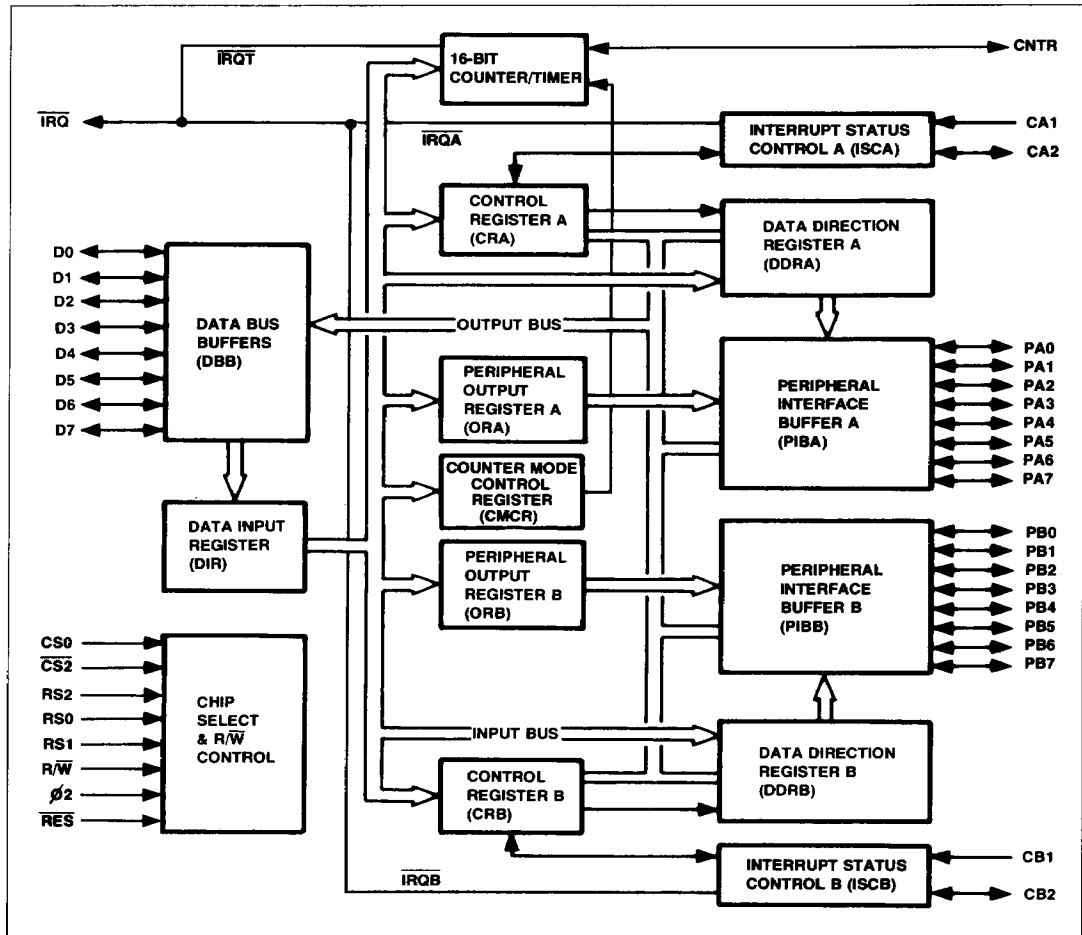 IRQT
16-BIT
COUNTER/TIMER
CNTR
IRQ
IRQA
INTERRUPT STATUS
CONTROL A (ISCA)
CA1
CA2
CONTROL
REGISTER A
(CRA)
DATA DIRECTION
REGISTER A
(DDRA)
D0
D1
D2
D3
D4
D5
D6
D7
DATA BUS
BUFFERS
(DBB)
OUTPUT BUS
PERIPHERAL
OUTPUT
REGISTER A
(ORA)
PERIPHERAL
INTERFACE
BUFFER A
(PIBA)
PA0
PA1
PA2
PA3
PA4
PA5
PA6
PA7
COUNTER MODE
CONTROL
REGISTER
(CMCR)
DATA INPUT
REGISTER
(DIR)
PERIPHERAL
OUTPUT
REGISTER B
(ORB)
PERIPHERAL
INTERFACE
BUFFER B
(PIBB)
PB0
PB1
PB2
PB3
PB4
PB5
PB6
PB7
CS0
CS2
RS2
RS0
RS1
R/W
ϕ2
RES
CHIP
SELECT
& R/W
CONTROL
INPUT BUS
DATA DIRECTION
REGISTER B
(DDRB)
CONTROL
REGISTER B
(CRB)
IRQB
INTERRUPT STATUS
CONTROL B (ISCB)
CB1
CB2